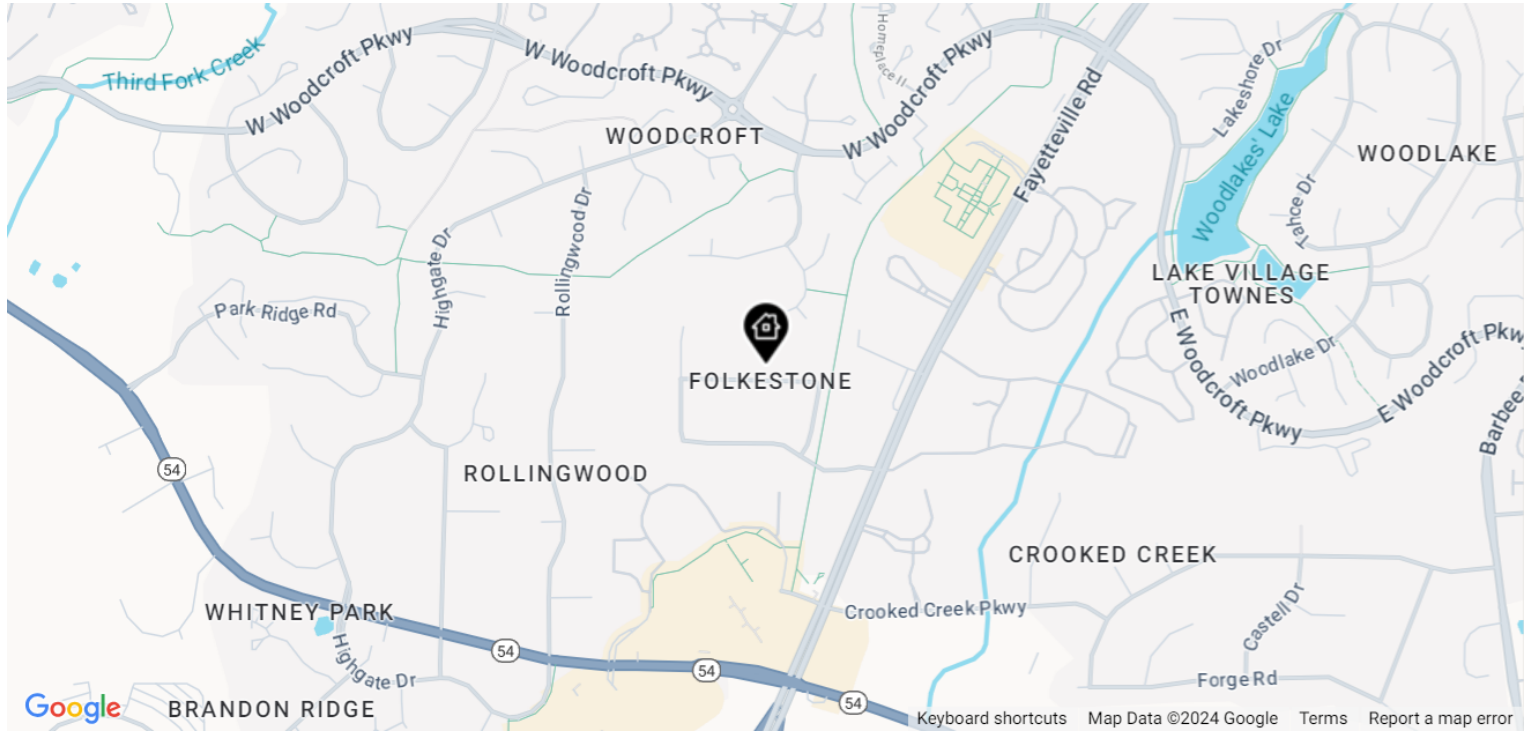 Third Fork Creek
W Woodcroft Pkwy
W Woodcroft Pkwy
Homeplace II
W Woodcroft Pkwy
Fayetteville Rd
Lakeshore Dr
Woodlakes' Lake
WOODLAKE
WOODCROFT
Tahoe Dr
Rollingwood Dr
Highgate Dr
Park Ridge Rd
LAKE VILLAGE
TOWNES
E Woodcroft Pkwy
Woodlake Dr
E Woodcroft Pkwy
Barbee
FOLKESTONE
54
ROLLINGWOOD
CROOKED CREEK
WHITNEY PARK
Crooked Creek Pkwy
Castell Dr
Highgate Dr
54
54
54
Forge Rd
Google
BRANDON RIDGE
Keyboard shortcuts
Map Data ©2024 Google
Terms
Report a map error